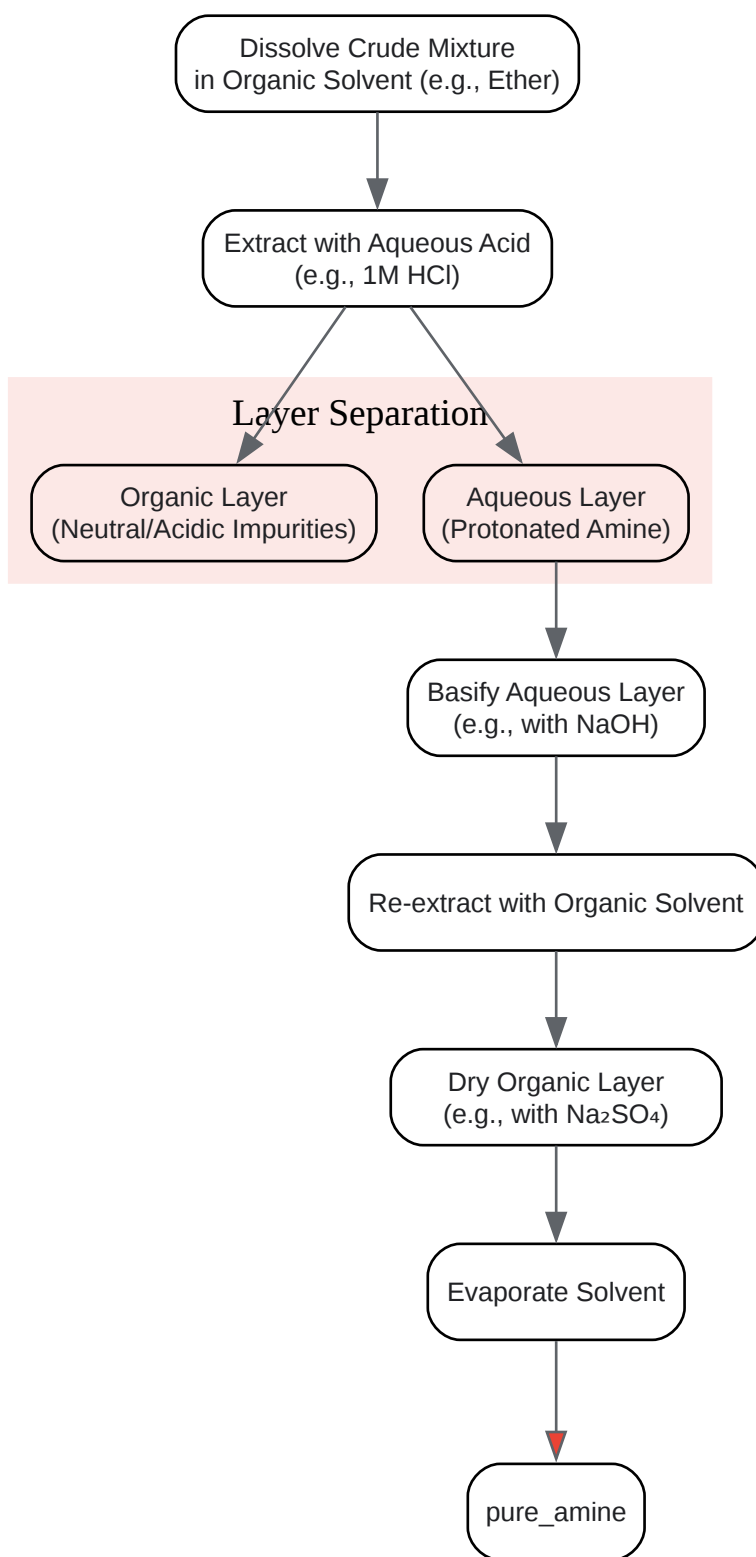 Dissolve Crude Mixture
in Organic Solvent (e.g., Ether)
Extract with Aqueous Acid
(e.g., 1M HCl)
Layer Separation
Organic Layer
(Neutral/Acidic Impurities)
Aqueous Layer
(Protonated Amine)
Basify Aqueous Layer
(e.g., with NaOH)
Re-extract with Organic Solvent
Dry Organic Layer
(e.g., with Na₂SO₄)
Evaporate Solvent
pure_amine